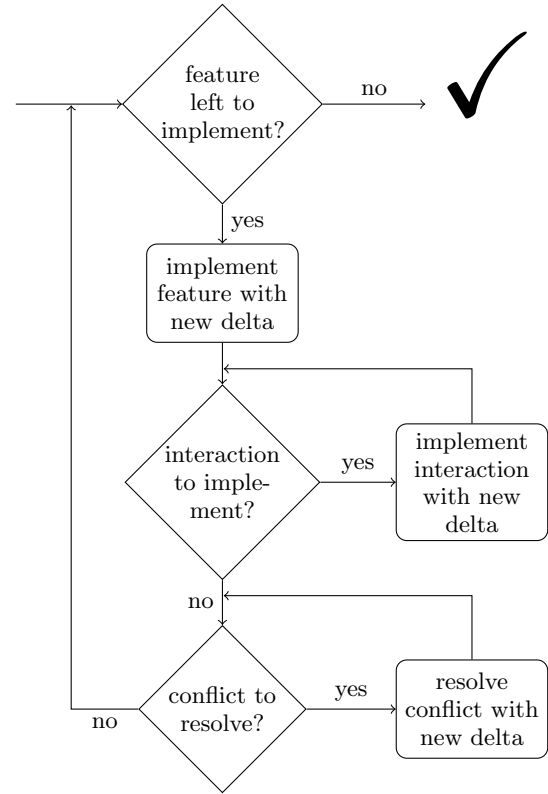 feature
left to
implement?
no
yes
implement
feature with
new delta
interaction
to imple-
ment?
yes
implement
interaction
with new
delta
no
conflict to
resolve?
yes
resolve
conflict with
new delta
no